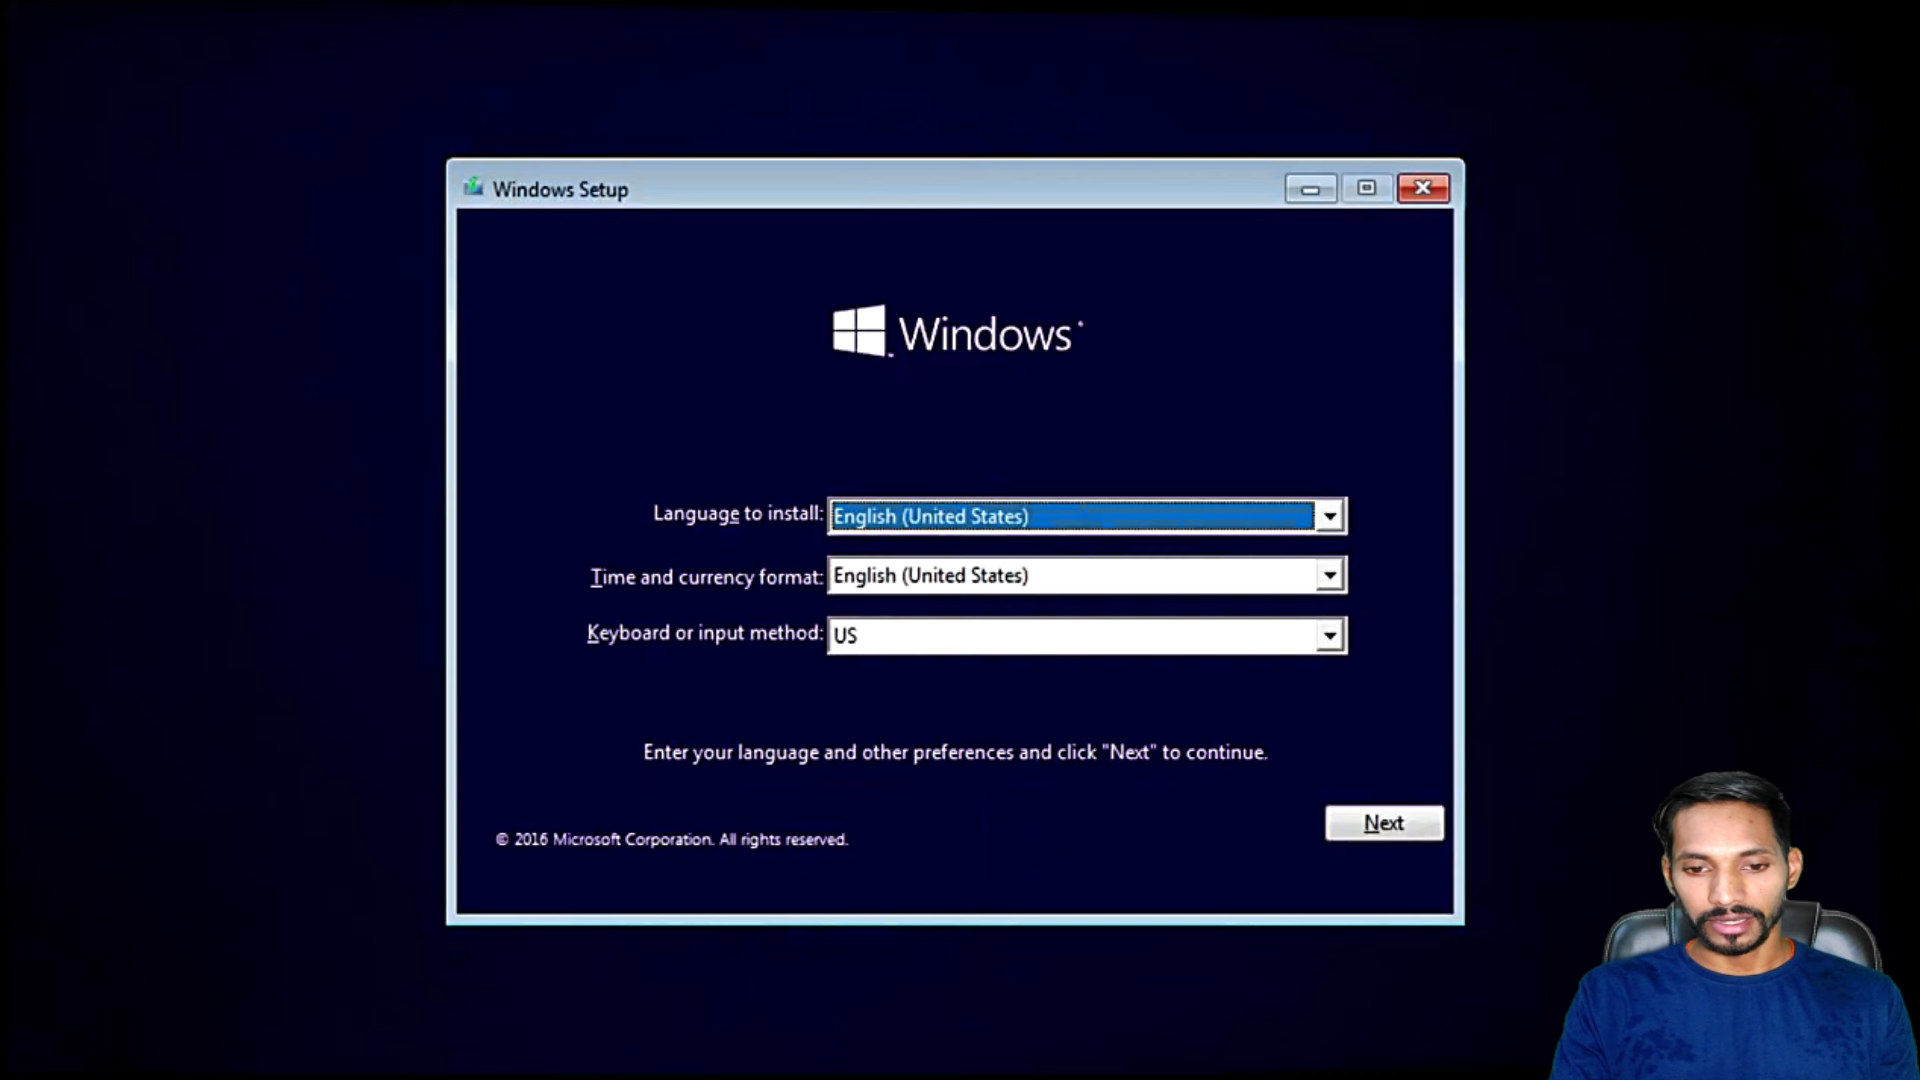 Windows Setup
Windows
Language to install: English (United States)
Time and currency format: English (United States)
Keyboard or input method: US
Enter your language and other preferences and click "Next" to continue.
Next
© 2016 Microsoft Corporation. All rights reserved.